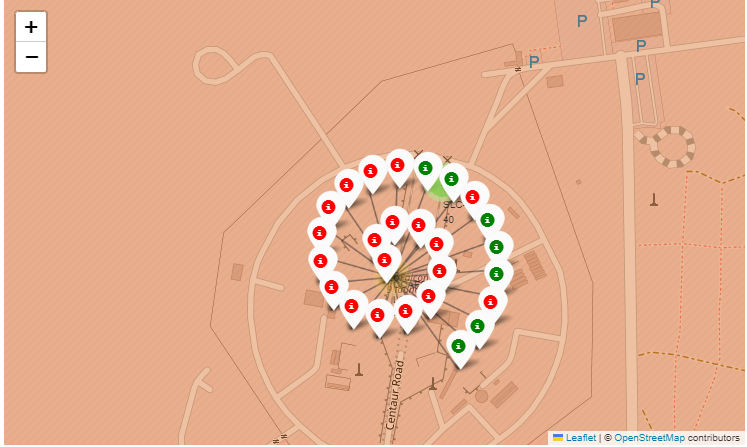 +
−
P
P
P
P
SLC-
40
Centaur Road
Leaflet | © OpenStreetMap contributors